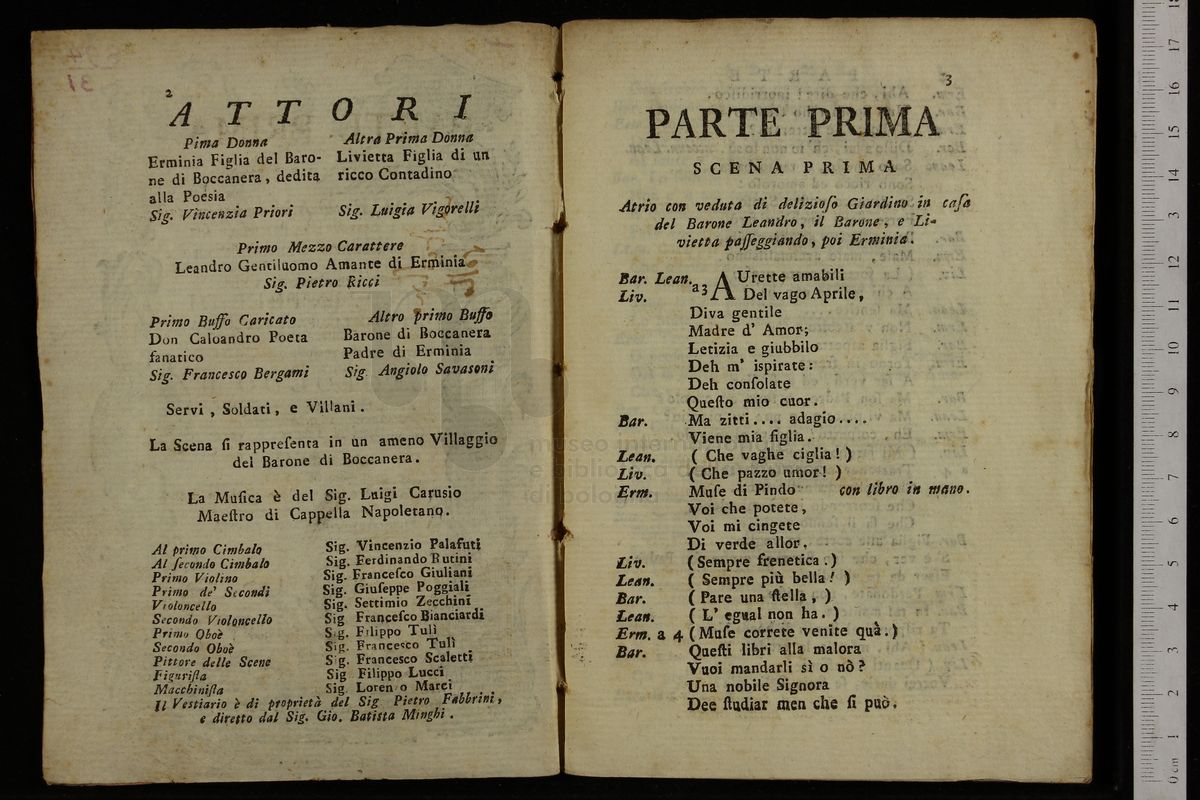 2
ATTORI
Pima Donna
Erminia Figlia del Baro-
ne di Boccanera, dedita
alla Poesia
Sig. Vincenzia Priori
Altra Prima Donna
Livietta Figlia di un
ricco Contadino
Sig. Luigia Vigorelli
Primo Mezzo Carattere
Leandro Gentiluomo Amante di Erminia
Sig. Pietro Ricci
Primo Buffo Caricato
Don Caloandro Poeta
fanatico
Sig. Francesco Bergami
Altro primo Buffo
Barone di Boccanera
Padre di Erminia
Sig. Angiolo Savasoni
Servi, Soldati, e Villani.
La Scena ſi rappreſenta in un ameno Villaggio
del Barone di Boccanera.
La Muſica è del Sig. Luigi Caruſio
Maeſtro di Cappella Napoletano.
Al primo Cimbalo Sig. Vincenzio Palafuti
Al ſecondo Cimbalo Sig. Ferdinando Rutini
Primo Violino Sig. Franceſco Giuliani
Primo de' Secondi Sig. Giuſeppe Poggiali
Violoncello Sig. Settimio Zecchini
Secondo Violoncello Sig Franceſco Bianciardi
Primo Oboè Sig. Filippo Tulì
Secondo Oboè Sig. Francesco Tulì
Pittore delle Scene Sig. Francesco Scaletti
Figuriſta Sig Filippo Lucci
Macchiniſta Sig. Lorenzo Marci
Il Vestiario è di proprietà del Sig Pietro Fabbrini,
e diretto dal Sig. Gio. Batista Minghi.
3
PARTE PRIMA
SCENA PRIMA
Atrio con veduta di delizioſo Giardino in caſa
del Barone Leandro, il Barone, e Li-
vietta paſſeggiando, poi Erminia.
Bar. Lean. a 3 AUrette amabili
Liv. Del vago Aprile,
Diva gentile
Madre d' Amor;
Letizia e giubbilo
Deh m' ispirate:
Deh conſolate
Queſto mio cuor.
Bar. Ma zitti.... adagio....
Viene mia figlia.
Lean. (Che vaghe ciglia!)
Liv. (Che pazzo umor!)
Erm. Muſe di Pindo con libro in mano.
Voi che potete,
Voi mi cingete
Di verde allor.
Liv. (Sempre frenetica.)
Lean. (Sempre più bella!)
Bar. (Pare una ſtella,)
Lean. (L' egual non ha.)
Erm. a 4 (Muſe correte venite quà.)
Bar. Queſti libri alla malora
Vuoi mandarli sì o nò?
Una nobile Signora
Dee ſtudiar men che ſi può.